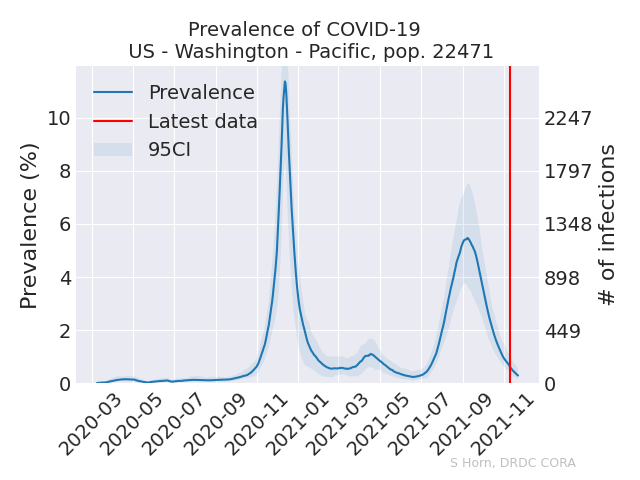 Prevalence of COVID-19
US - Washington - Pacific, pop. 22471
Prevalence
Latest data
95CI
Prevalence (%)
10
8
6
4
2
0
2247
1797
1348
898
449
0
# of infections
2020-03
2020-05
2020-07
2020-09
2020-11
2021-01
2021-03
2021-05
2021-07
2021-09
2021-11
S Horn, DRDC CORA